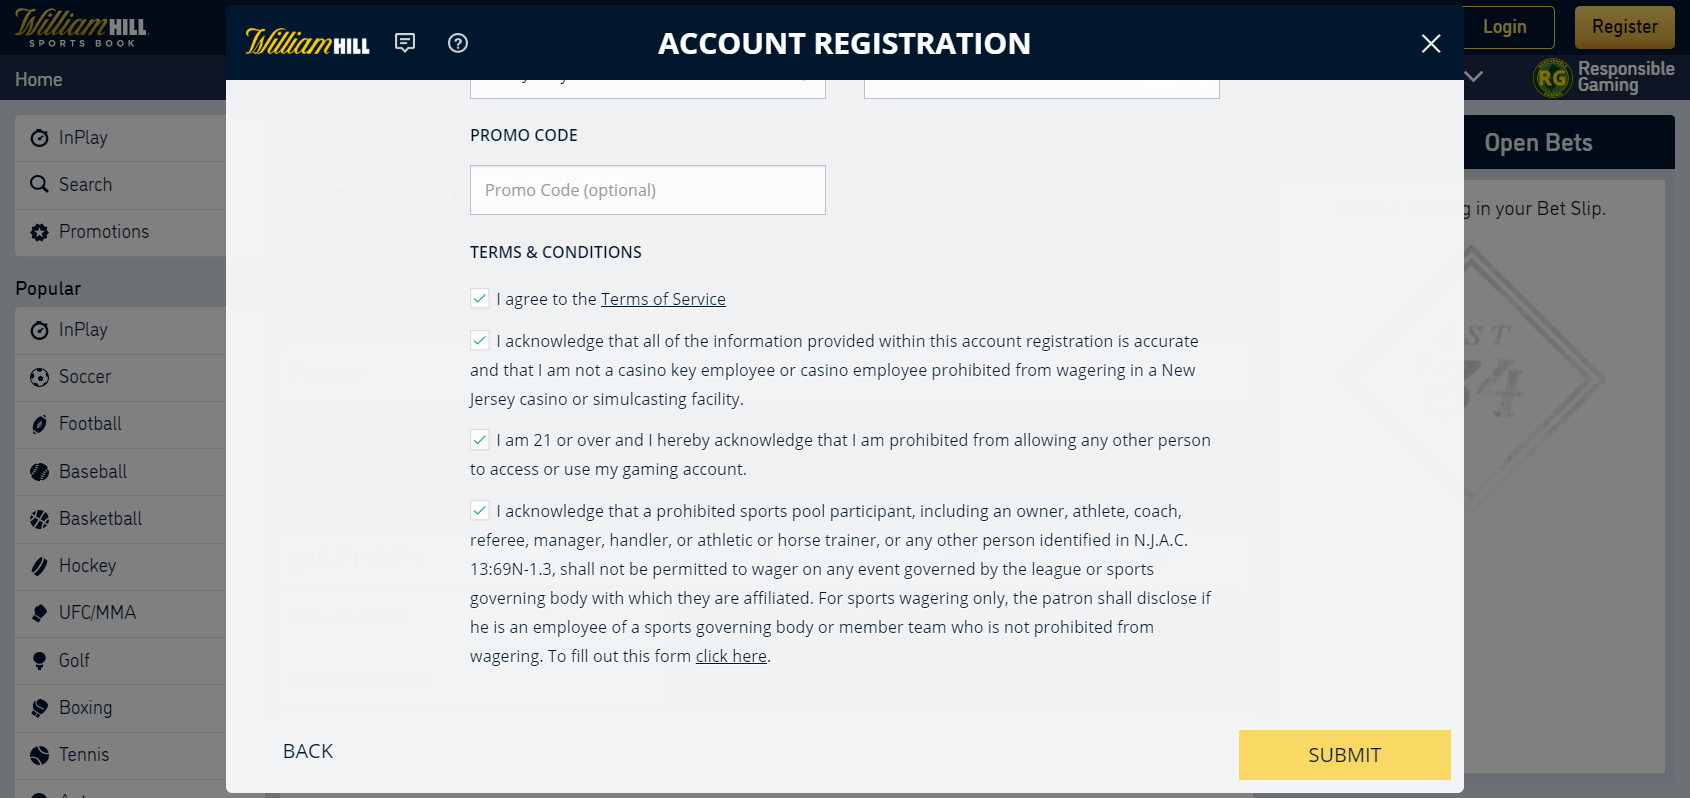 William HILL
SPORTS BOOK
William HILL
ACCOUNT REGISTRATION
Login
Register
Home
Responsible
Gaming
RG
InPlay
Search
Promotions
Popular
InPlay
Soccer
Football
Baseball
Basketball
Hockey
UFC/MMA
Golf
Boxing
Tennis
PROMO CODE
Promo Code (optional)
TERMS & CONDITIONS
I agree to the Terms of Service
I acknowledge that all of the information provided within this account registration is accurate
and that I am not a casino key employee or casino employee prohibited from wagering in a New
Jersey casino or simulcasting facility.
I am 21 or over and I hereby acknowledge that I am prohibited from allowing any other person
to access or use my gaming account.
I acknowledge that a prohibited sports pool participant, including an owner, athlete, coach,
referee, manager, handler, or athletic or horse trainer, or any other person identified in N.J.A.C.
13:69N-1.3, shall not be permitted to wager on any event governed by the league or sports
governing body with which they are affiliated. For sports wagering only, the patron shall disclose if
he is an employee of a sports governing body or member team who is not prohibited from
wagering. To fill out this form click here.
BACK
SUBMIT
Open Bets
in your Bet Slip.